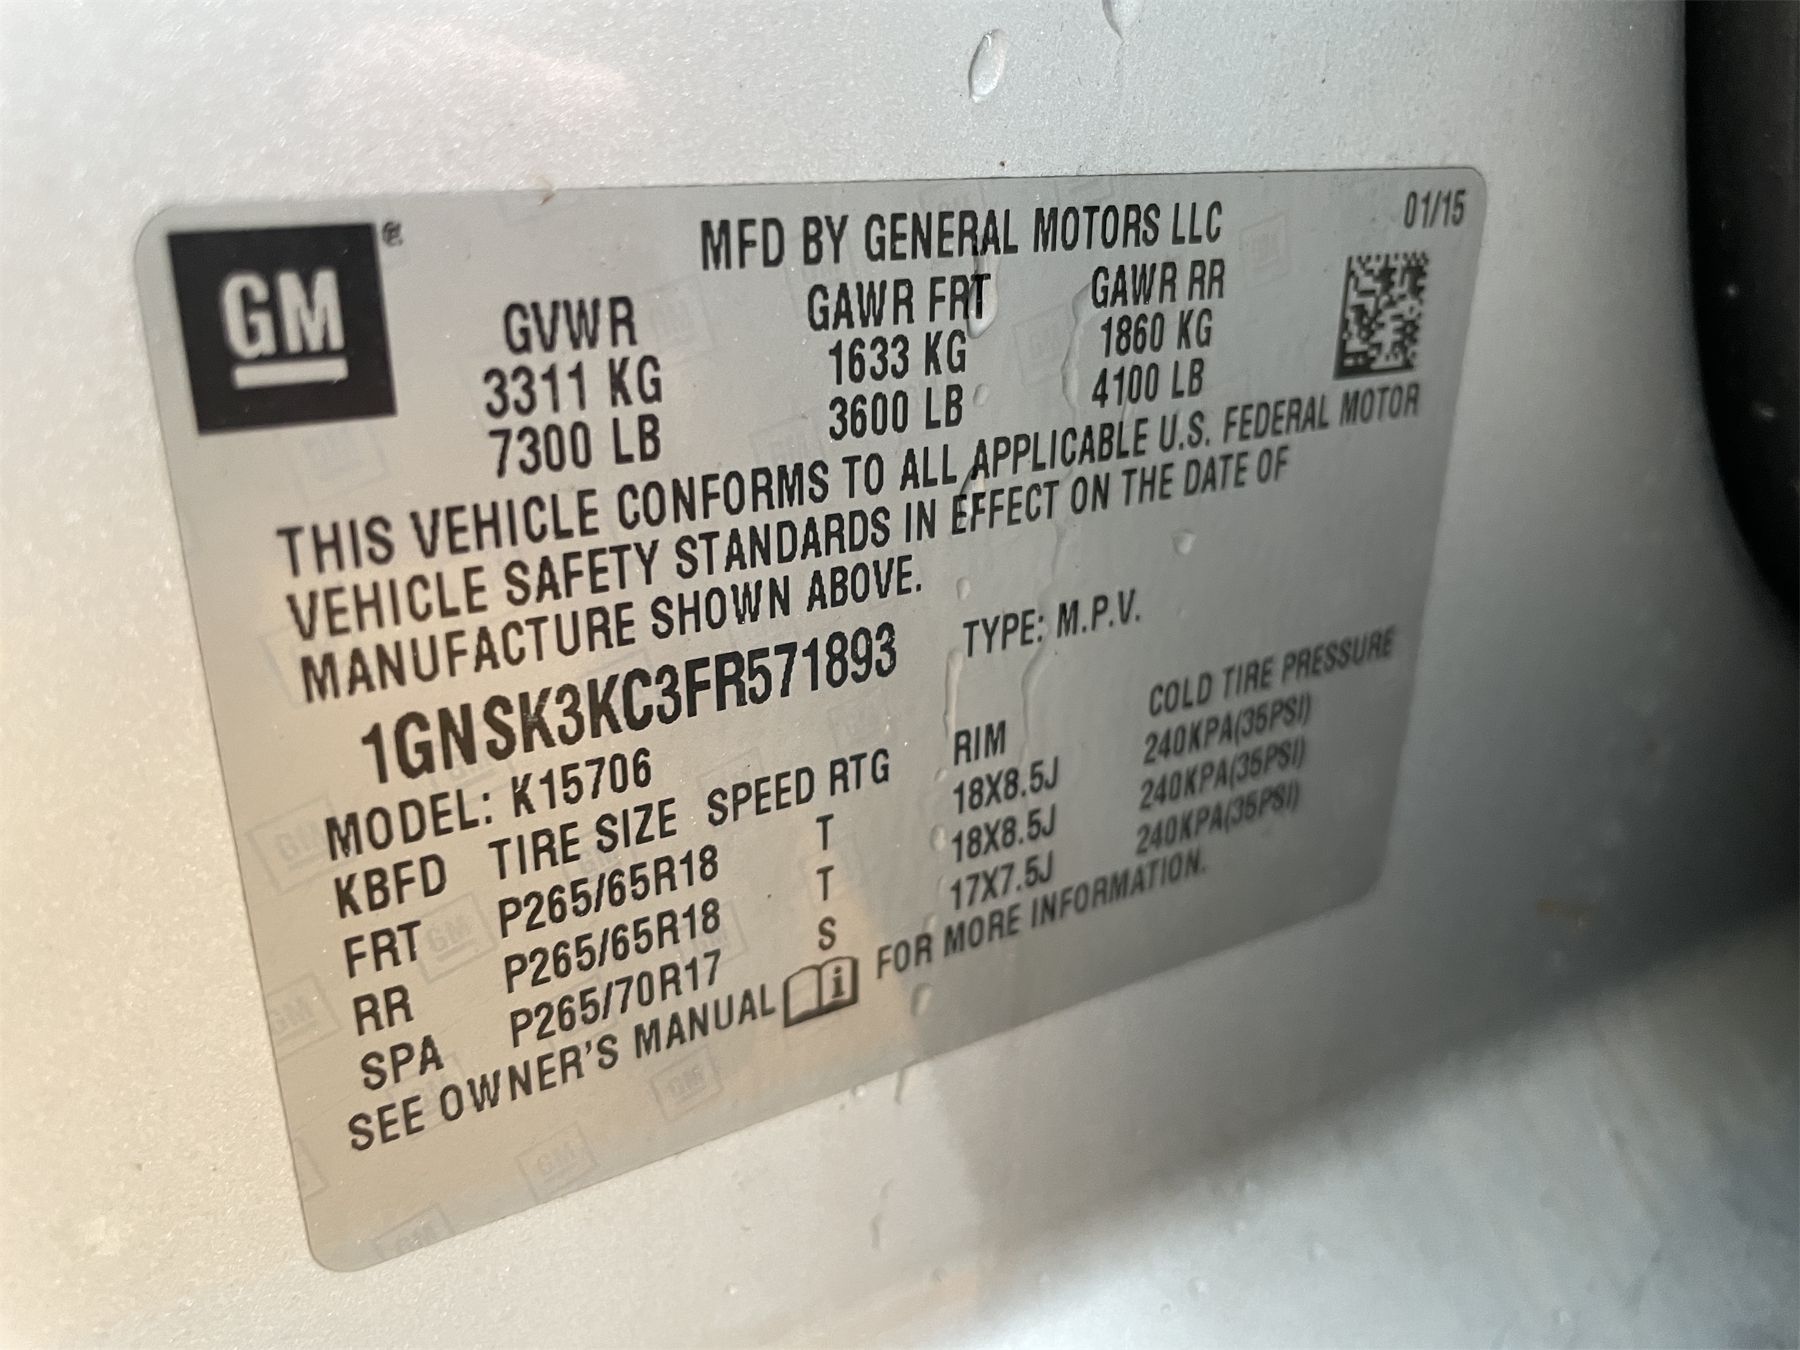 GM
MFD BY GENERAL MOTORS LLC 01/15
GVWR GAWR FRT GAWR RR
3311 KG 1633 KG 1860 KG
7300 LB 3600 LB 4100 LB
THIS VEHICLE CONFORMS TO ALL APPLICABLE U.S. FEDERAL MOTOR
VEHICLE SAFETY STANDARDS IN EFFECT ON THE DATE OF
MANUFACTURE SHOWN ABOVE.
1GNSK3KC3FR571893 TYPE: M.P.V.
MODEL: K15706
KBFD TIRE SIZE SPEED RTG RIM COLD TIRE PRESSURE
FRT P265/65R18 T 18X8.5J 240KPA(35PSI)
RR P265/65R18 T 18X8.5J 240KPA(35PSI)
SPA P265/70R17 S 17X7.5J 240KPA(35PSI)
SEE OWNER'S MANUAL i FOR MORE INFORMATION.